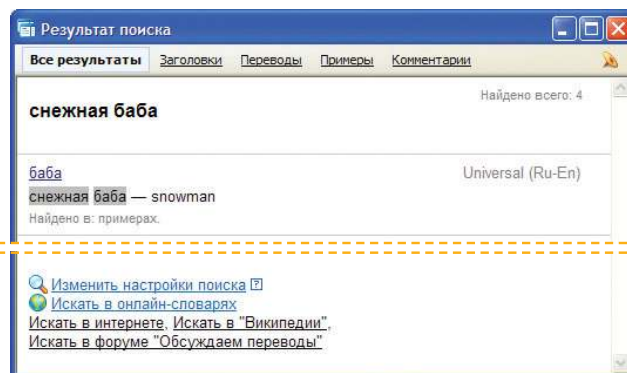 Результат поиска
Все результаты Заголовки Переводы Примеры Комментарии
Найдено всего: 4
снежная баба
баба Universal (Ru-En)
снежная баба — snowman
Найдено в: примерах.
Изменить настройки поиска ?
Искать в онлайн-словарях
Искать в интернете, Искать в "Википедии",
Искать в форуме "Обсуждаем переводы"